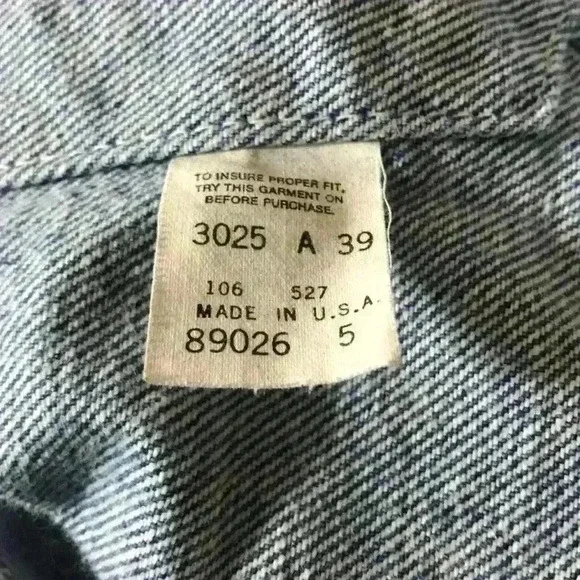 TO INSURE PROPER FIT,
TRY THIS GARMENT ON
BEFORE PURCHASE.
3025 A 39
106 527
MADE IN U.S.A.
89026 5